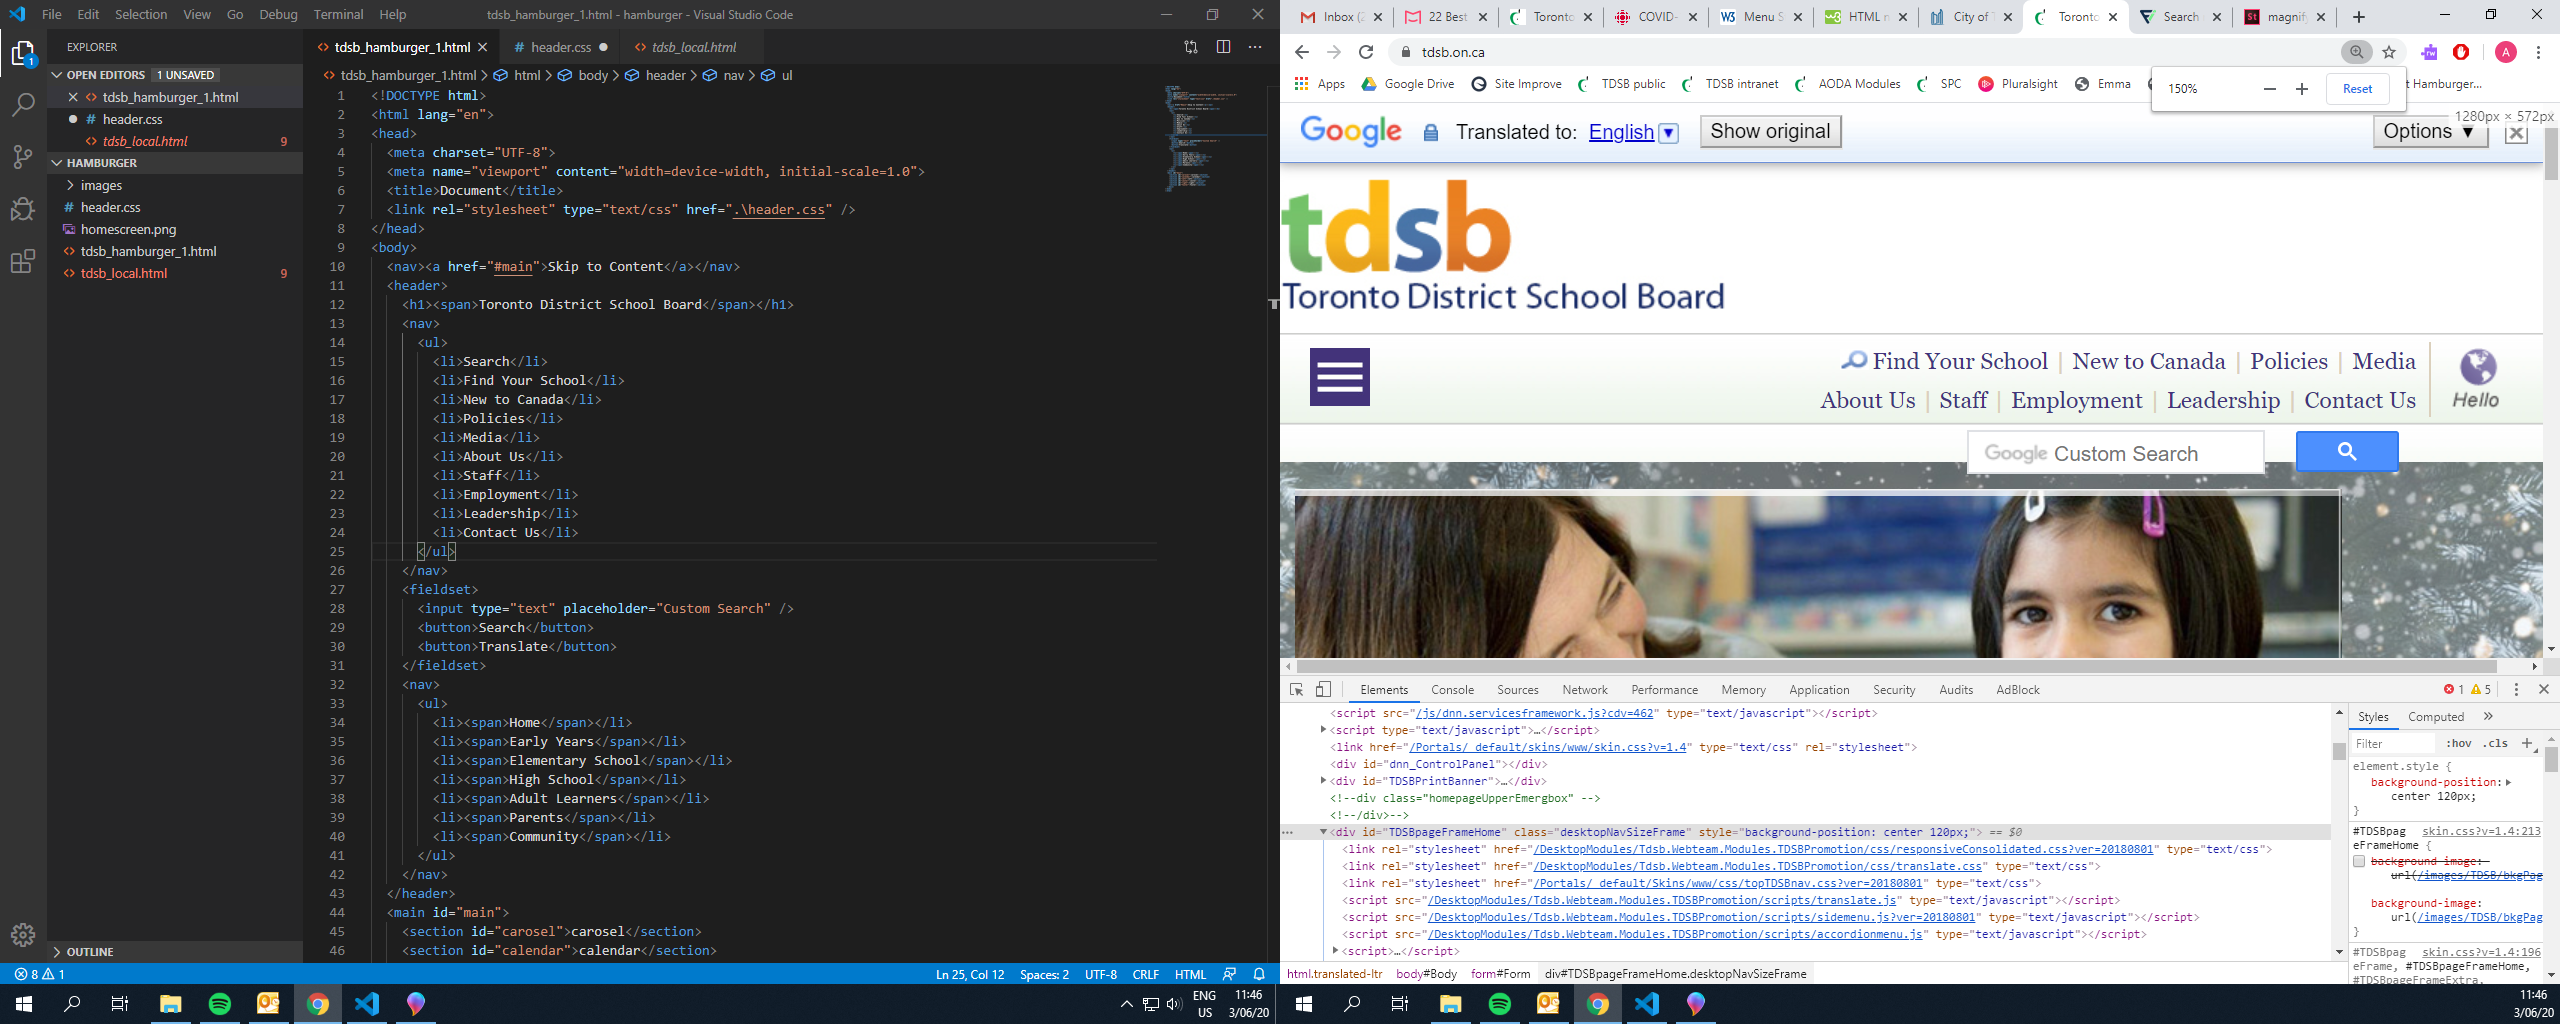 File Edit Selection View Go Debug Terminal Help
tdsb_hamburger_1.html - hamburger - Visual Studio Code
EXPLORER
OPEN EDITORS 1 UNSAVED
tdsb_hamburger_1.html
header.css
tdsb_local.html 9
HAMBURGER
images
header.css
homescreen.png
tdsb_hamburger_1.html
tdsb_local.html 9
OUTLINE
tdsb_hamburger_1.html header.css tdsb_local.html
tdsb_hamburger_1.html > html > body > header > nav > ul
1 <!DOCTYPE html>
2 <html lang="en">
3 <head>
4 <meta charset="UTF-8">
5 <meta name="viewport" content="width=device-width, initial-scale=1.0">
6 <title>Document</title>
7 <link rel="stylesheet" type="text/css" href=".\header.css" />
8 </head>
9 <body>
10 <nav><a href="#main">Skip to Content</a></nav>
11 <header>
12 <h1><span>Toronto District School Board</span></h1>
13 <nav>
14 <ul>
15 <li>Search</li>
16 <li>Find Your School</li>
17 <li>New to Canada</li>
18 <li>Policies</li>
19 <li>Media</li>
20 <li>About Us</li>
21 <li>Staff</li>
22 <li>Employment</li>
23 <li>Leadership</li>
24 <li>Contact Us</li>
25 </ul>
26 </nav>
27 <fieldset>
28 <input type="text" placeholder="Custom Search" />
29 <button>Search</button>
30 <button>Translate</button>
31 </fieldset>
32 <nav>
33 <ul>
34 <li><span>Home</span></li>
35 <li><span>Early Years</span></li>
36 <li><span>Elementary School</span></li>
37 <li><span>High School</span></li>
38 <li><span>Adult Learners</span></li>
39 <li><span>Parents</span></li>
40 <li><span>Community</span></li>
41 </ul>
42 </nav>
43 </header>
44 <main id="main">
45 <section id="carosel">carosel</section>
46 <section id="calendar">calendar</section>
8 1 Ln 25, Col 12 Spaces: 2 UTF-8 CRLF HTML
ENG US 11:46 3/06/20
Inbox (2 22 Best Toronto COVID- Menu S HTML n City of T Toronto Search magnif
tdsb.on.ca
Apps Google Drive Site Improve TDSB public TDSB intranet AODA Modules SPC Pluralsight Emma t Hamburger...
150% Reset
1280px × 572px
Google Translated to: English Show original Options ▼
tdsb
Toronto District School Board
Find Your School | New to Canada | Policies | Media
About Us | Staff | Employment | Leadership | Contact Us
Hello
Google Custom Search
Elements Console Sources Network Performance Memory Application Security Audits AdBlock 1 5
<script src="/js/dnn.servicesframework.js?cdv=462" type="text/javascript"></script>
<script type="text/javascript">…</script>
<link href="/Portals/_default/skins/www/skin.css?v=1.4" type="text/css" rel="stylesheet">
<div id="dnn_ControlPanel"></div>
<div id="TDSBPrintBanner">…</div>
<!--div class="homepageUpperEmergbox" -->
<!--/div>-->
<div id="TDSBpageFrameHome" class="desktopNavSizeFrame" style="background-position: center 120px;"> == $0
<link rel="stylesheet" href="/DesktopModules/Tdsb.Webteam.Modules.TDSBPromotion/css/responsiveConsolidated.css?ver=20180801" type="text/css">
<link rel="stylesheet" href="/DesktopModules/Tdsb.Webteam.Modules.TDSBPromotion/css/translate.css" type="text/css">
<link rel="stylesheet" href="/Portals/_default/Skins/www/css/topTDSBnav.css?ver=20180801" type="text/css">
<script src="/DesktopModules/Tdsb.Webteam.Modules.TDSBPromotion/scripts/translate.js" type="text/javascript"></script>
<script src="/DesktopModules/Tdsb.Webteam.Modules.TDSBPromotion/scripts/sidemenu.js?ver=20180801" type="text/javascript"></script>
<script src="/DesktopModules/Tdsb.Webteam.Modules.TDSBPromotion/scripts/accordionmenu.js" type="text/javascript"></script>
<script>…</script>
html.translated-ltr body#Body form#Form div#TDSBpageFrameHome.desktopNavSizeFrame
Styles Computed »
Filter :hov .cls +
element.style {
background-position:
center 120px;
}
#TDSBpag skin.css?v=1.4:213
eFrameHome {
background-image:
url(/images/TDSB/bkgPag
background-image:
url(/images/TDSB/bkgPag
}
#TDSBpag skin.css?v=1.4:196
eFrame, #TDSBpageFrameHome,
#TDSBpageFrameExtra,
11:46
3/06/20